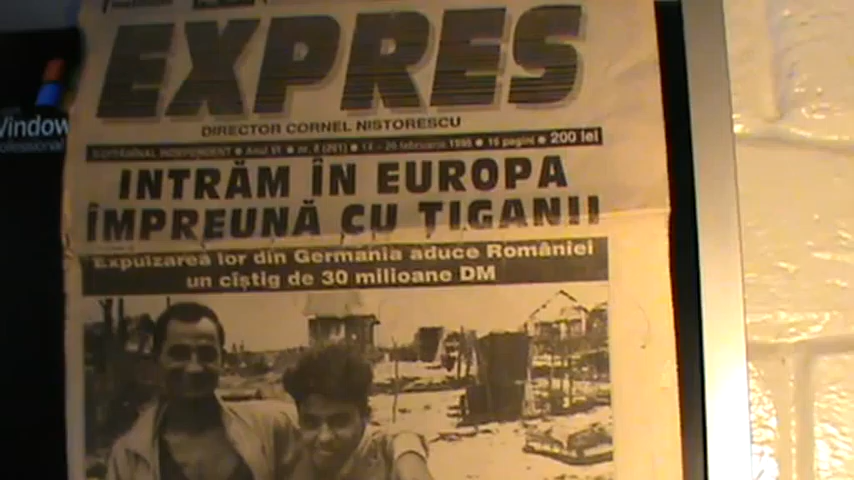 Window
EXPRES
DIRECTOR CORNEL NISTORESCU
SĂPTĂMÎNAL INDEPENDENT ● Anul VI ● nr. 8 (261) ● 14 - 20 februarie 1995 ● 16 pagini ● 200 lei
INTRĂM ÎN EUROPA
ÎMPREUNĂ CU ȚIGANII
Expulzarea lor din Germania aduce României
un cîștig de 30 milioane DM